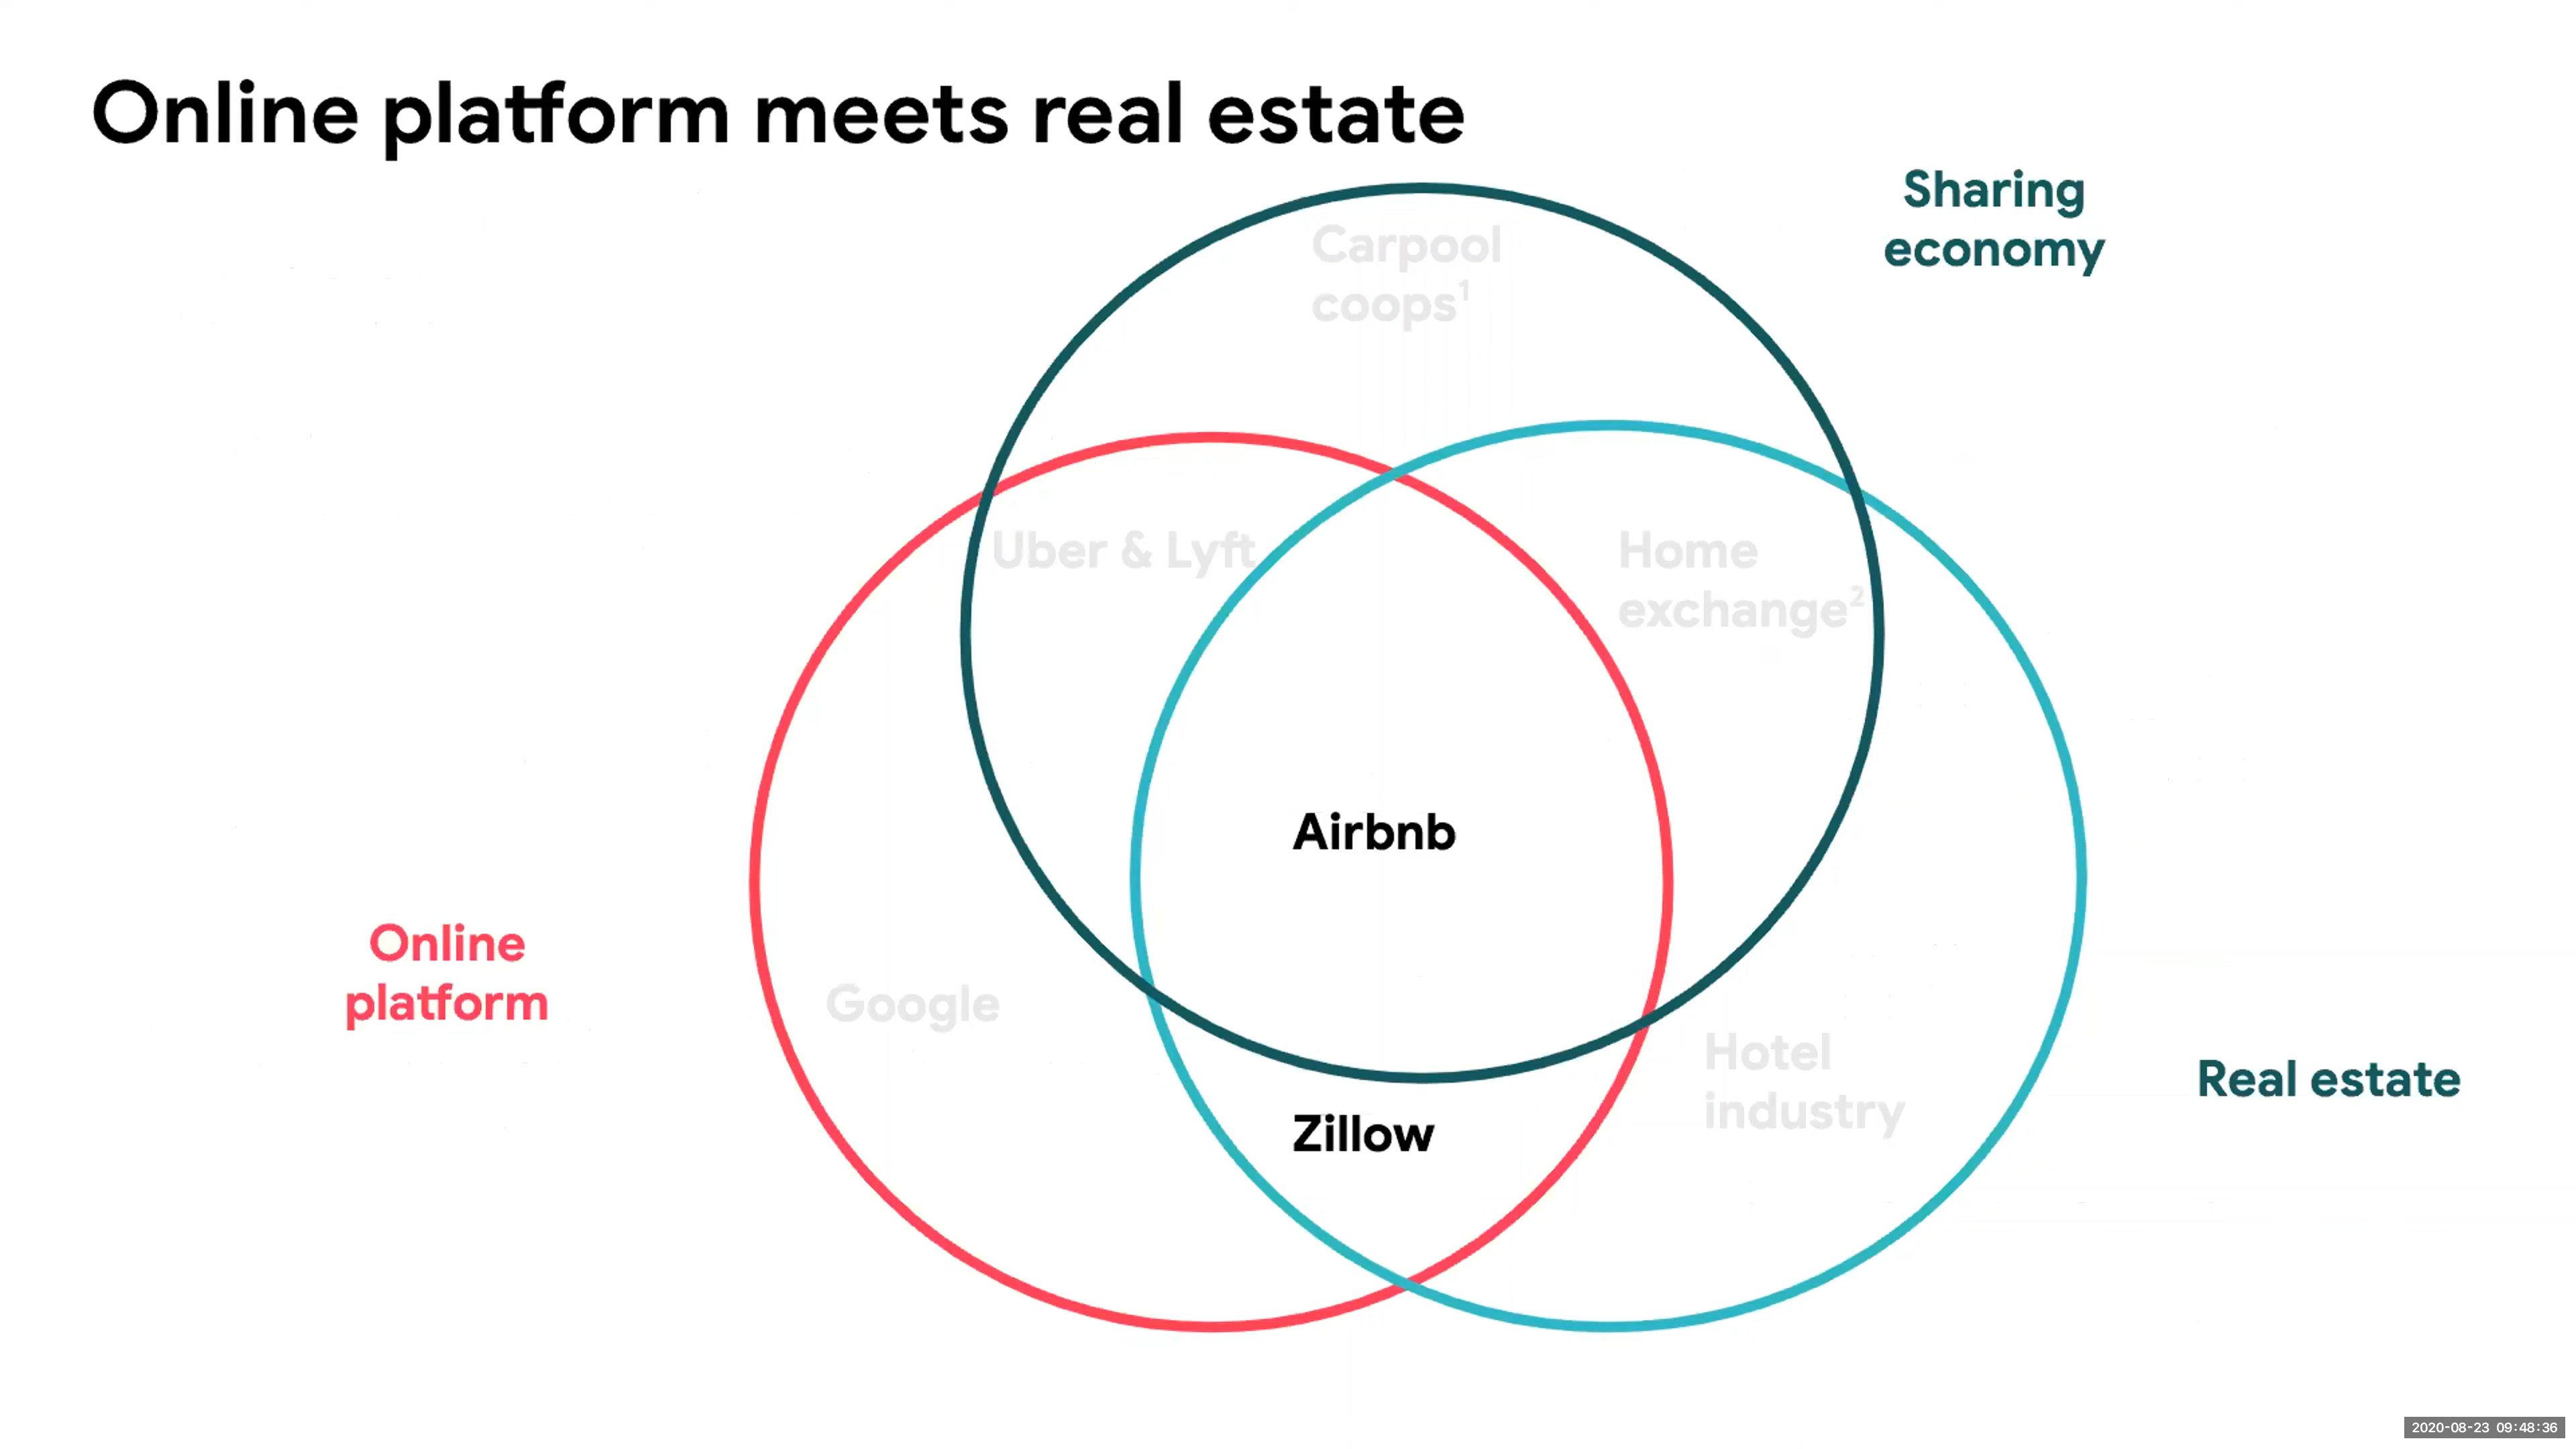 Online platform meets real estate
Sharing
economy
Carpool
coops¹
Uber & Lyft
Home
exchange²
Airbnb
Online
platform
Google
Hotel
industry
Real estate
Zillow
2020-08-23 09:48:36